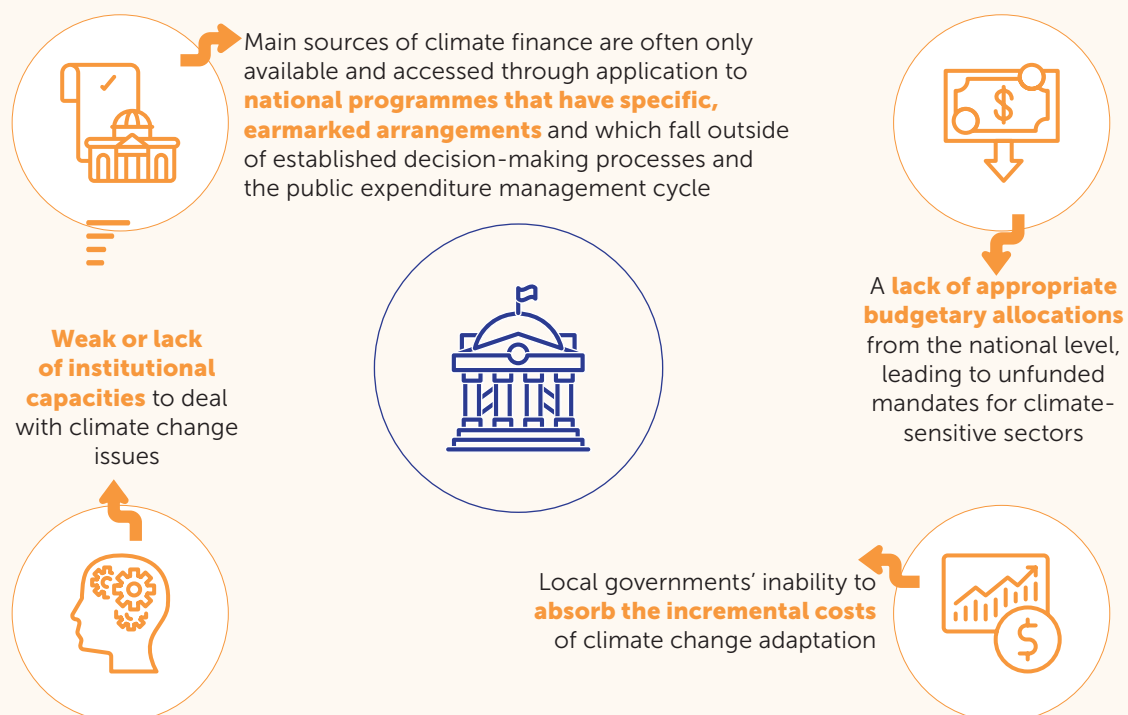 Main sources of climate finance are often only
available and accessed through application to
national programmes that have specific,
earmarked arrangements and which fall outside
of established decision-making processes and
the public expenditure management cycle
A lack of appropriate
budgetary allocations
from the national level,
leading to unfunded
mandates for climate-
sensitive sectors
Weak or lack
of institutional
capacities to deal
with climate change
issues
Local governments’ inability to
absorb the incremental costs
of climate change adaptation